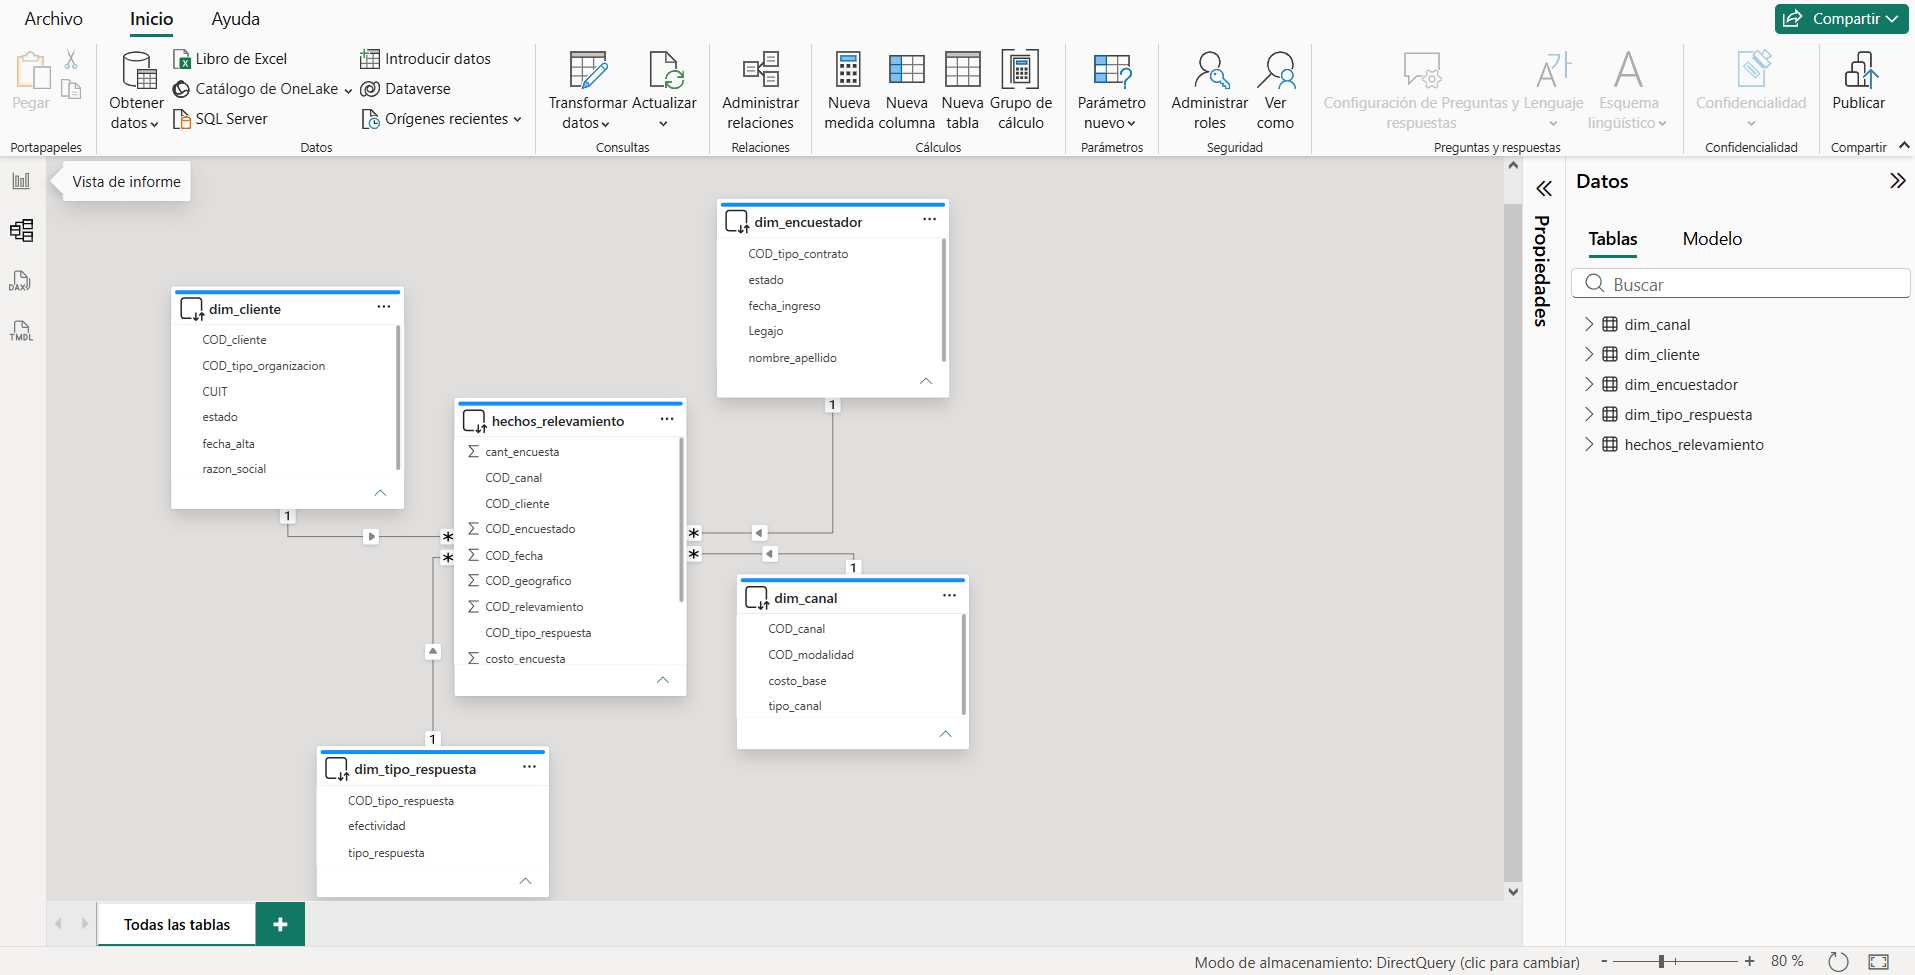 Archivo
Inicio
Ayuda
Compartir
Pegar
Portapapeles
Obtener
datos
Libro de Excel
Catálogo de OneLake
SQL Server
Introducir datos
Dataverse
Orígenes recientes
Datos
Transformar
datos
Actualizar
Consultas
Administrar
relaciones
Relaciones
Nueva
medida
Nueva
columna
Nueva
tabla
Grupo de
cálculo
Cálculos
Parámetro
nuevo
Parámetros
Administrar
roles
Ver
como
Seguridad
Configuración de Preguntas y
respuestas
Lenguaje
Esquema
lingüístico
Preguntas y respuestas
Confidencialidad
Confidencialidad
Publicar
Compartir
DAX
TMDL
Vista de informe
dim_encuestador
COD_tipo_contrato
estado
fecha_ingreso
Legajo
nombre_apellido
1
dim_cliente
COD_cliente
COD_tipo_organizacion
CUIT
estado
fecha_alta
razon_social
1
*
*
hechos_relevamiento
Σ cant_encuesta
COD_canal
COD_cliente
Σ COD_encuestado
Σ COD_fecha
Σ COD_geografico
Σ COD_relevamiento
COD_tipo_respuesta
Σ costo_encuesta
*
*
1
dim_canal
COD_canal
COD_modalidad
costo_base
tipo_canal
1
dim_tipo_respuesta
COD_tipo_respuesta
efectividad
tipo_respuesta
Propiedades
Datos
Tablas
Modelo
Buscar
dim_canal
dim_cliente
dim_encuestador
dim_tipo_respuesta
hechos_relevamiento
Todas las tablas
+
Modo de almacenamiento: DirectQuery (clic para cambiar)
- + 80 %